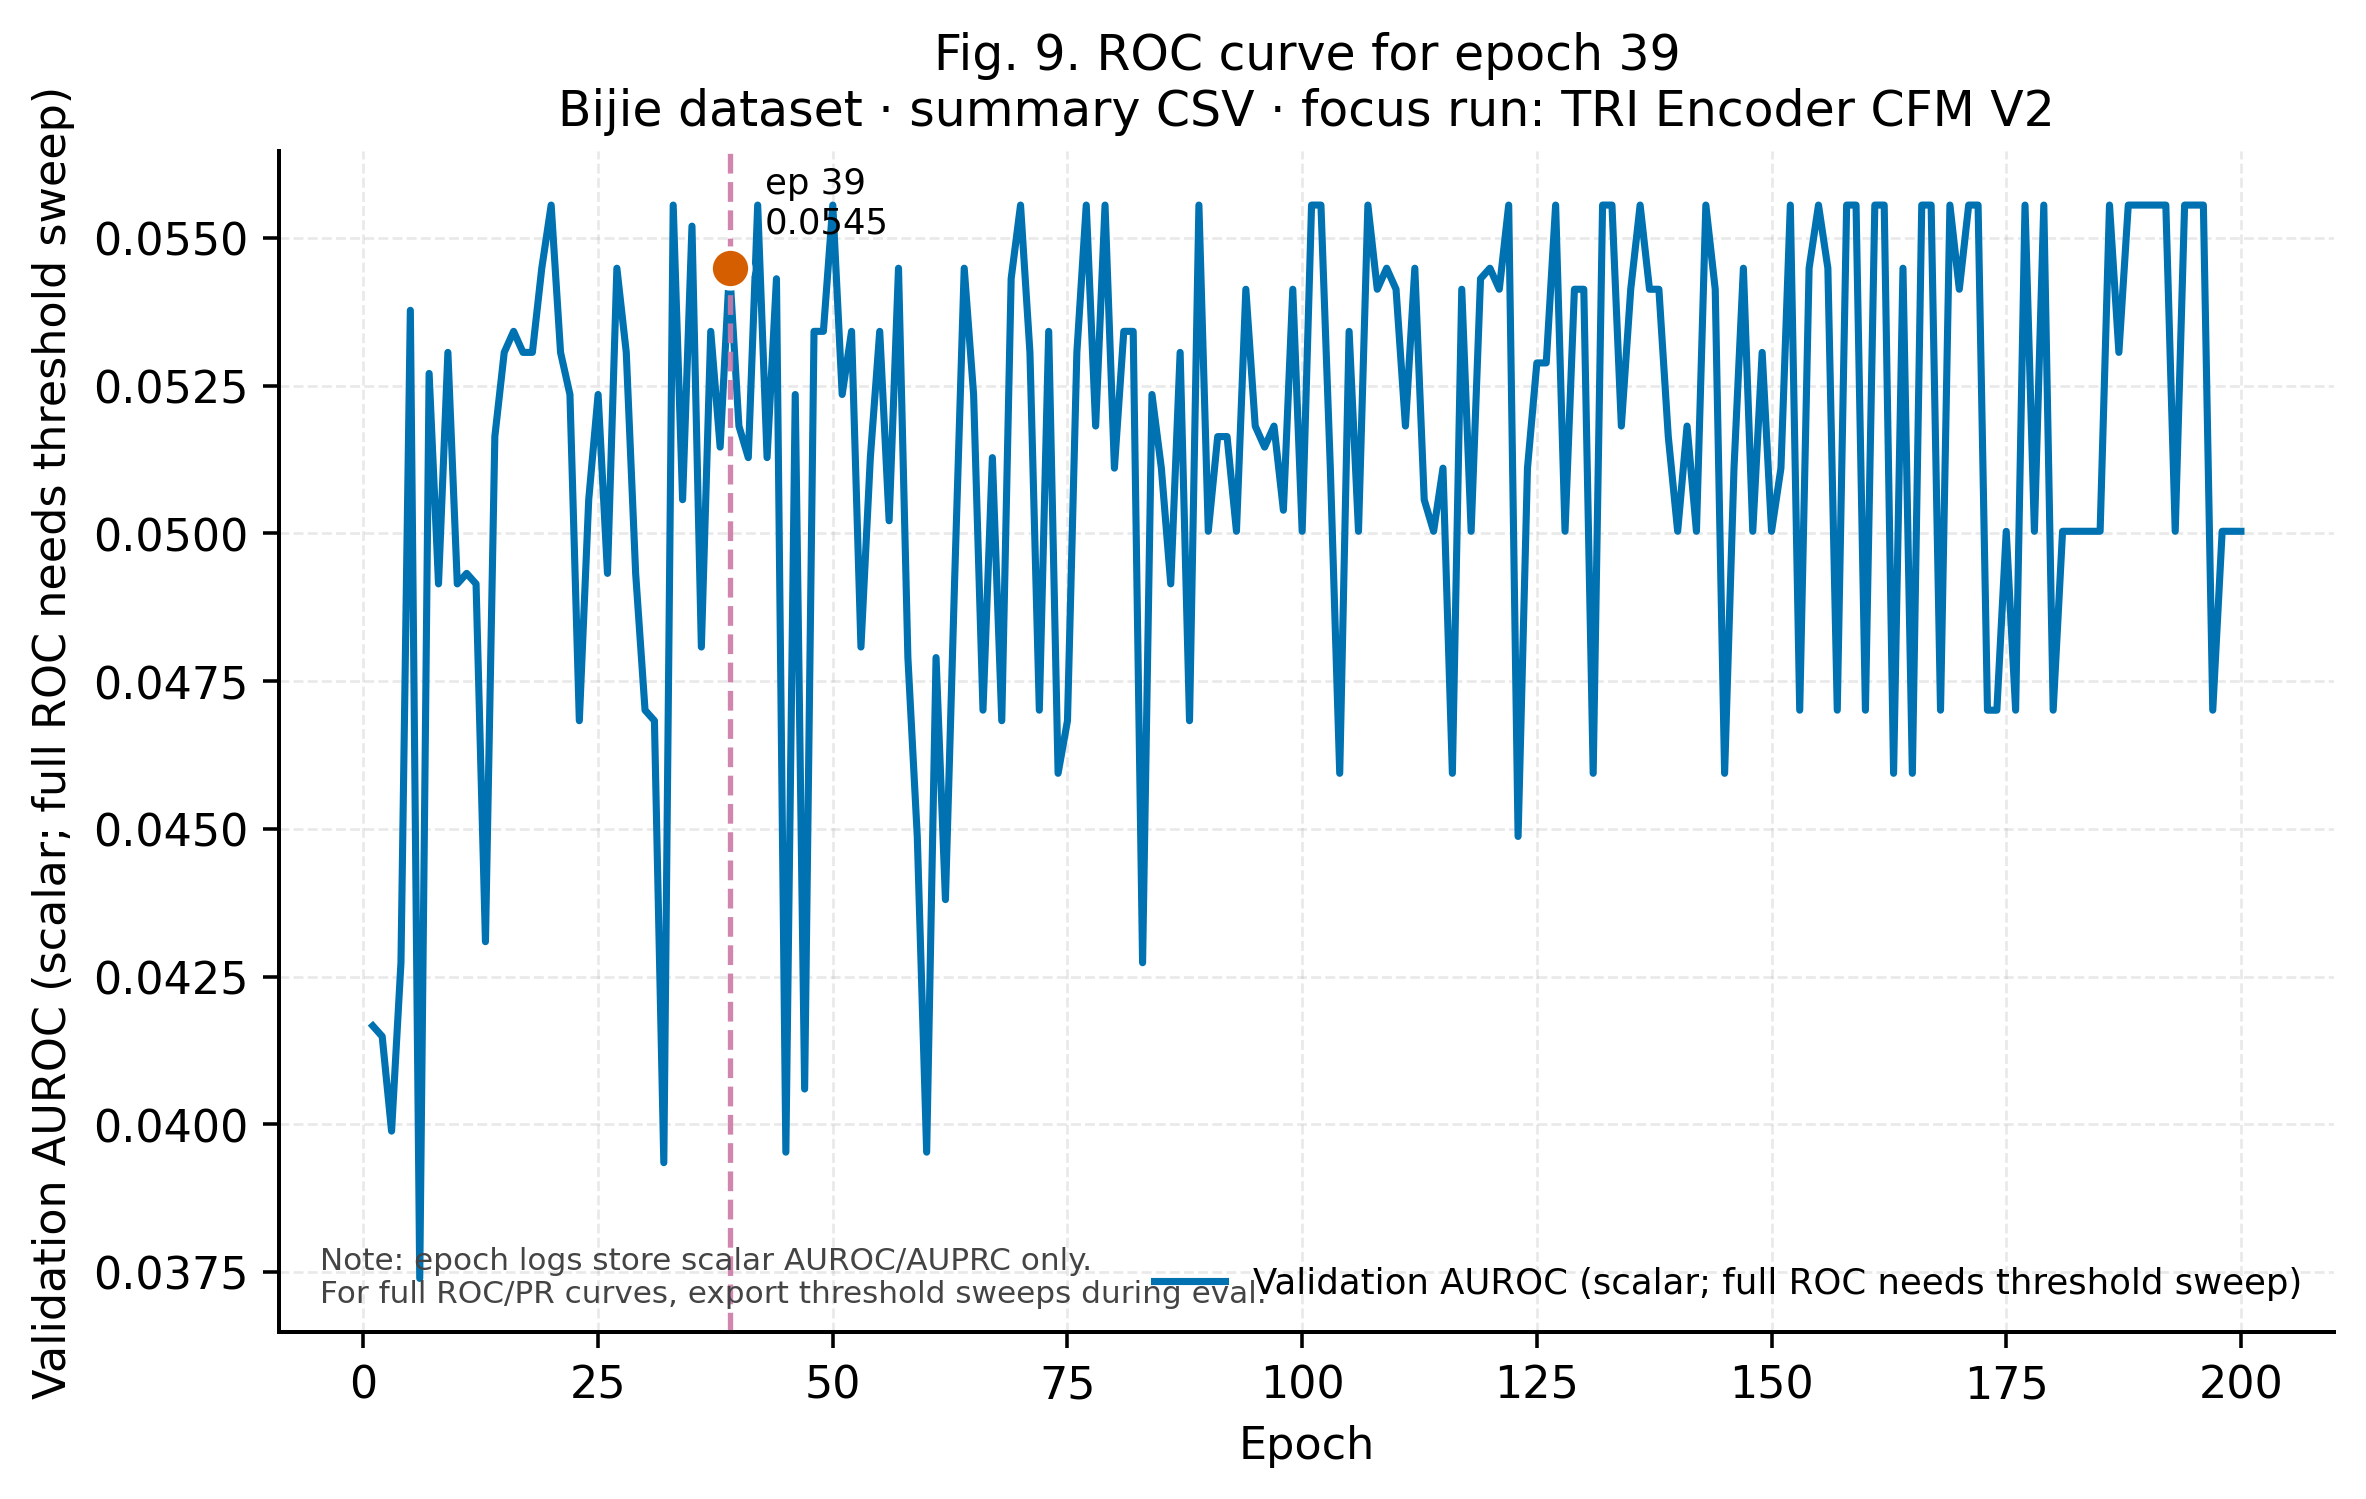 Fig. 9. ROC curve for epoch 39
Bijie dataset · summary CSV · focus run: TRI Encoder CFM V2
Validation AUROC (scalar; full ROC needs threshold sweep)
ep 39
0.0545
0.0550
0.0525
0.0500
0.0475
0.0450
0.0425
0.0400
0.0375
Note: epoch logs store scalar AUROC/AUPRC only.
For full ROC/PR curves, export threshold sweeps during eval.
Validation AUROC (scalar; full ROC needs threshold sweep)
0 25 50 75 100 125 150 175 200
Epoch